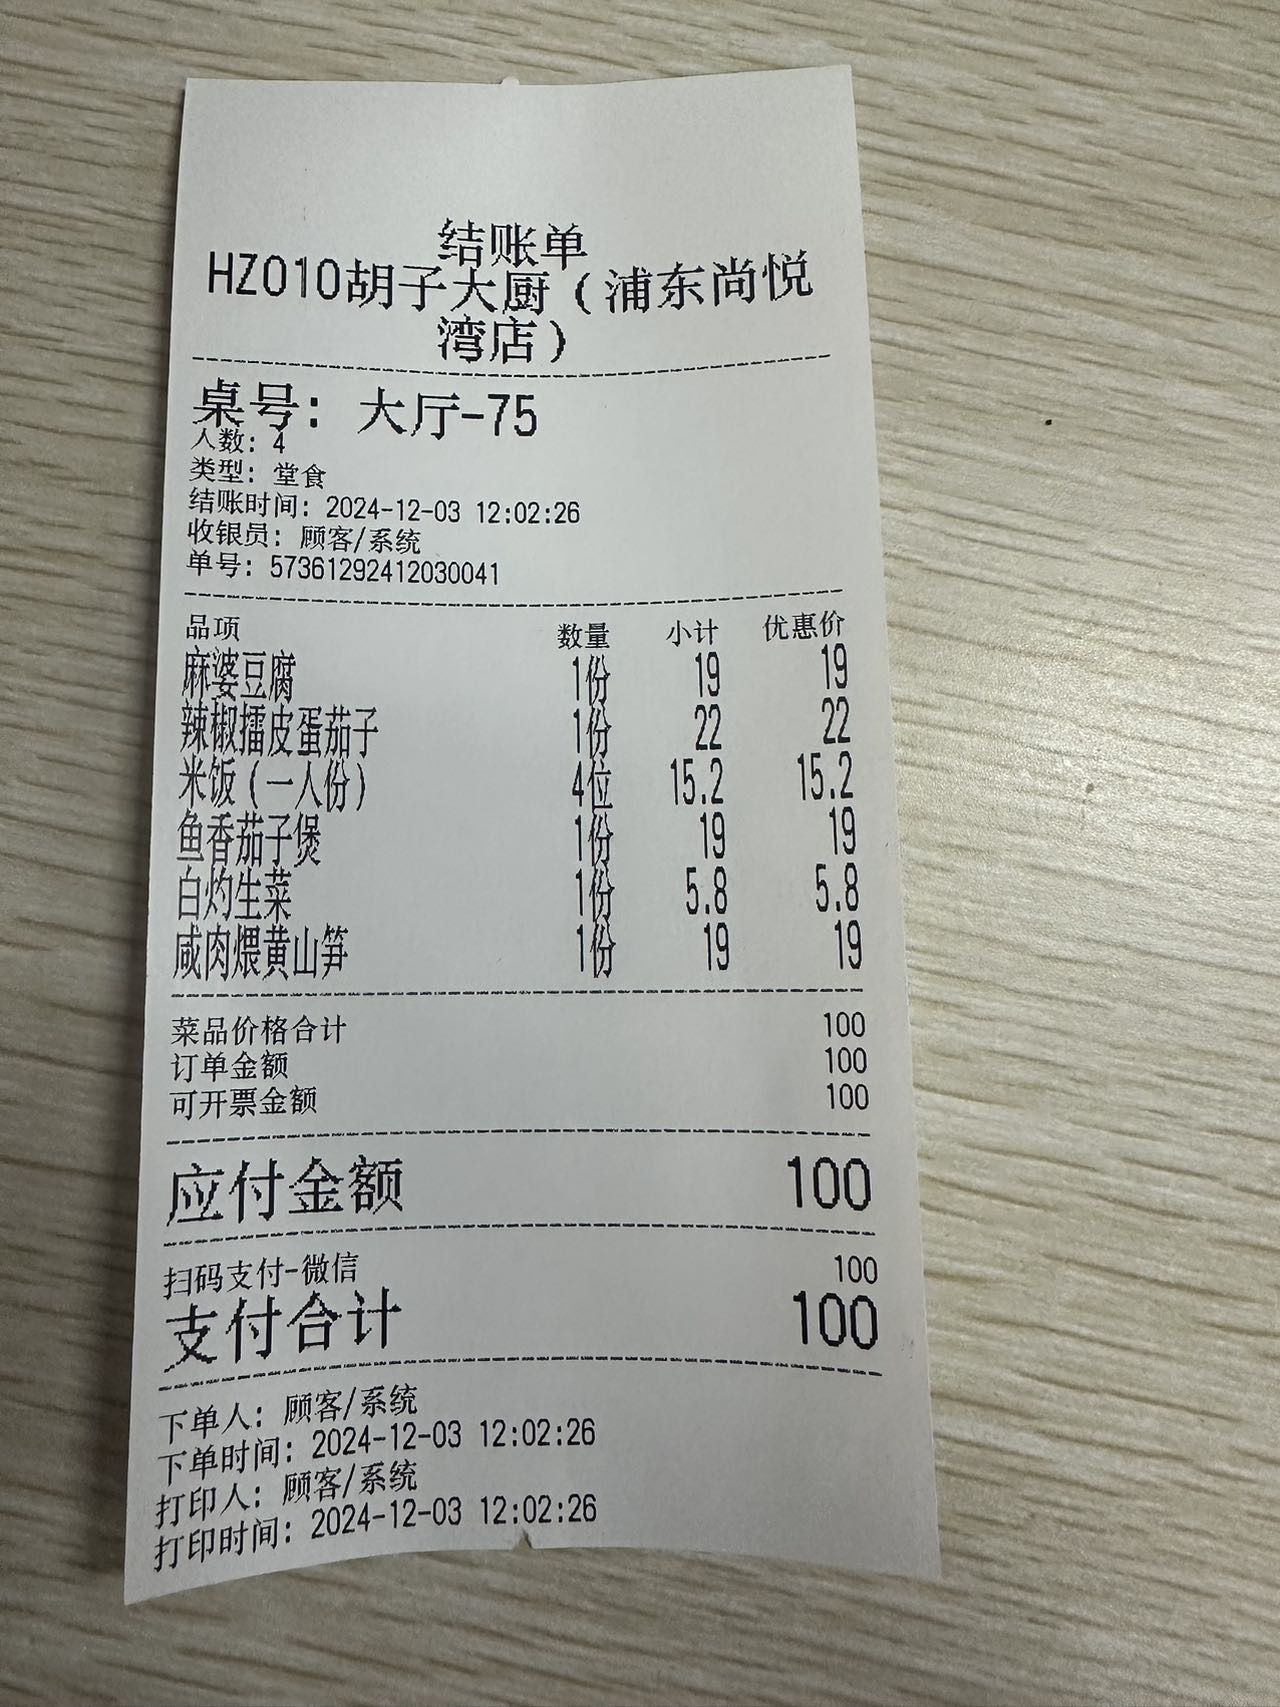 结账单
HZ010胡子大厨（浦东尚悦
湾店）
桌号: 大厅-75
人数: 4
类型: 堂食
结账时间: 2024-12-03 12:02:26
收银员: 顾客/系统
单号: 57361292412030041
品项 数量 小计 优惠价
麻婆豆腐 1份 19 19
辣椒擂皮蛋茄子 1份 22 22
米饭（一人份） 4位 15.2 15.2
鱼香茄子煲 1份 19 19
白灼生菜 1份 5.8 5.8
咸肉煨黄山笋 1份 19 19
菜品价格合计 100
订单金额 100
可开票金额 100
应付金额 100
扫码支付-微信 100
支付合计 100
下单人: 顾客/系统
下单时间: 2024-12-03 12:02:26
打印人: 顾客/系统
打印时间: 2024-12-03 12:02:26